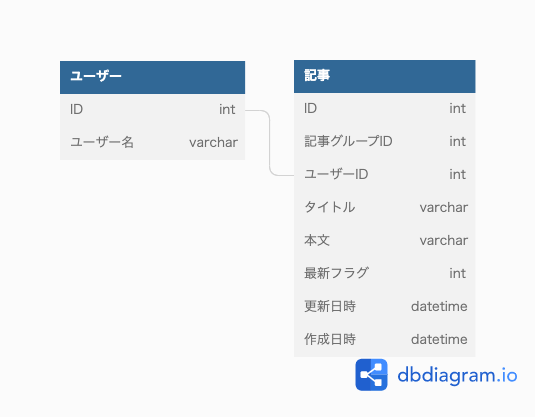 ユーザー
ID int
ユーザー名 varchar
記事
ID int
記事グループID int
ユーザーID int
タイトル varchar
本文 varchar
最新フラグ int
更新日時 datetime
作成日時 datetime
dbdiagram.io